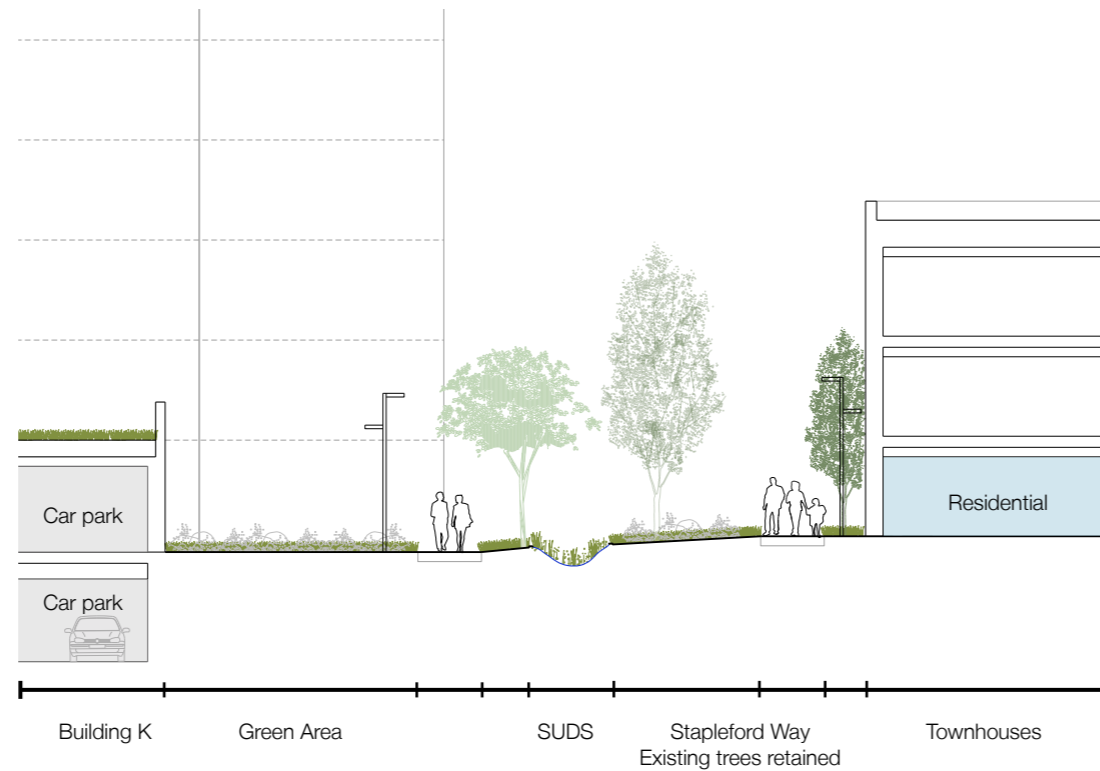 Residential
Car park
Car park
Building K
Green Area
SUDS
Stapleford Way
Existing trees retained
Townhouses